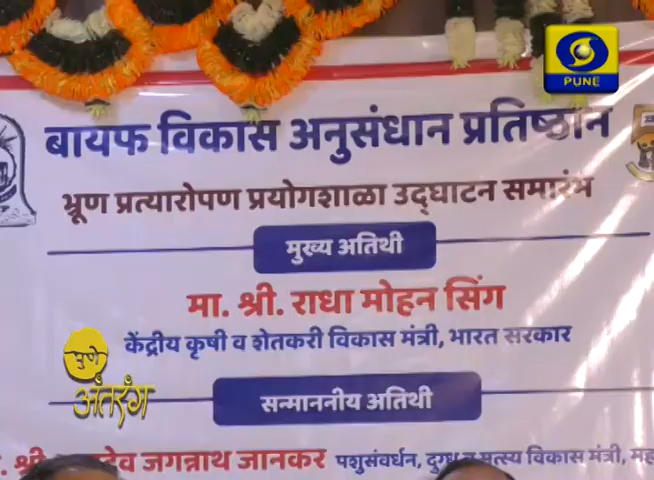 PUNE
बायफ विकास अनुसंधान प्रतिष्ठान
भ्रूण प्रत्यारोपण प्रयोगशाळा उद्घाटन समारंभ
मुख्य अतिथी
मा. श्री. राधा मोहन सिंग
केंद्रीय कृषी व शेतकरी विकास मंत्री, भारत सरकार
पुणे
अंतरंग
सन्माननीय अतिथी
श्री. जगन्नाथ जानकर पशुसंवर्धन, दुग्ध व मत्स्य विकास मंत्री,